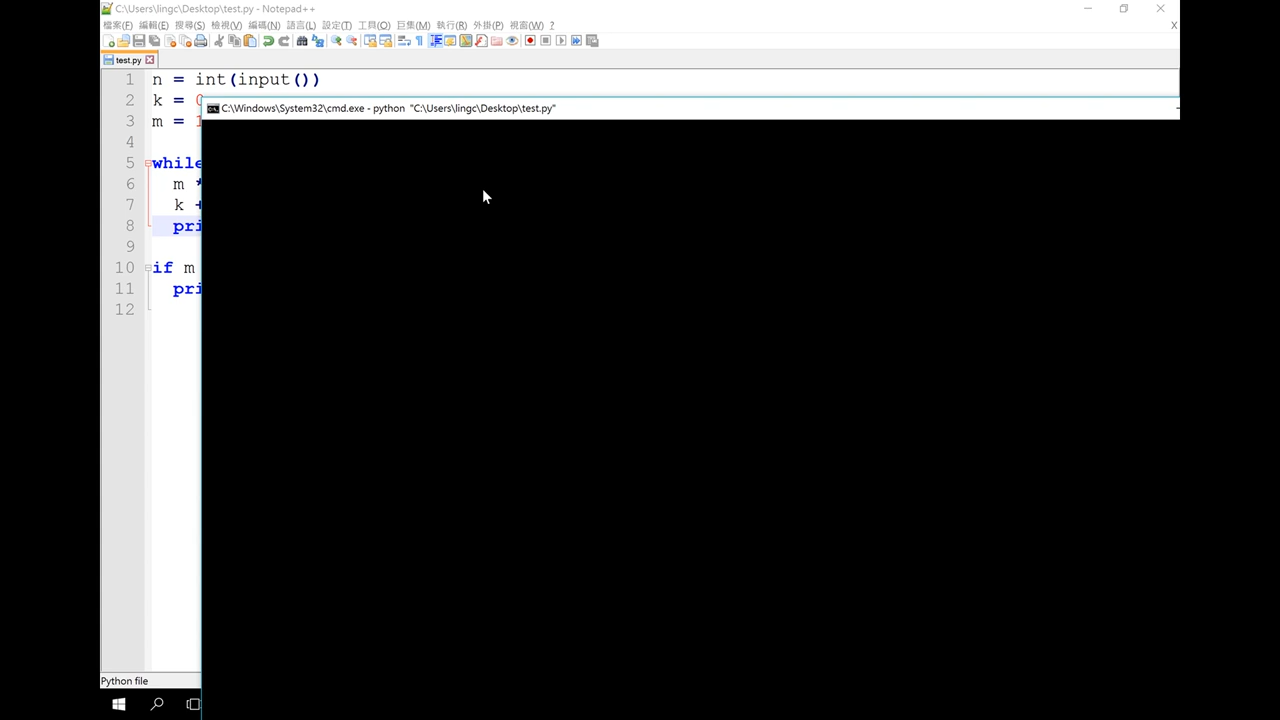 C:\Users\lingc\Desktop\test.py - Notepad++
檔案(F) 編輯(E) 搜尋(S) 檢視(V) 編碼(N) 語言(L) 設定(T) 工具(O) 巨集(M) 執行(R) 外掛(P) 視窗(W) ? X
test.py
1 n = int(input())
2 k = 0
C:\Windows\System32\cmd.exe - python "C:\Users\lingc\Desktop\test.py"
3 m = 1
4
5 while
6 m *
7 k +
8 pri
9
10 if m
11 pri
12
Python file